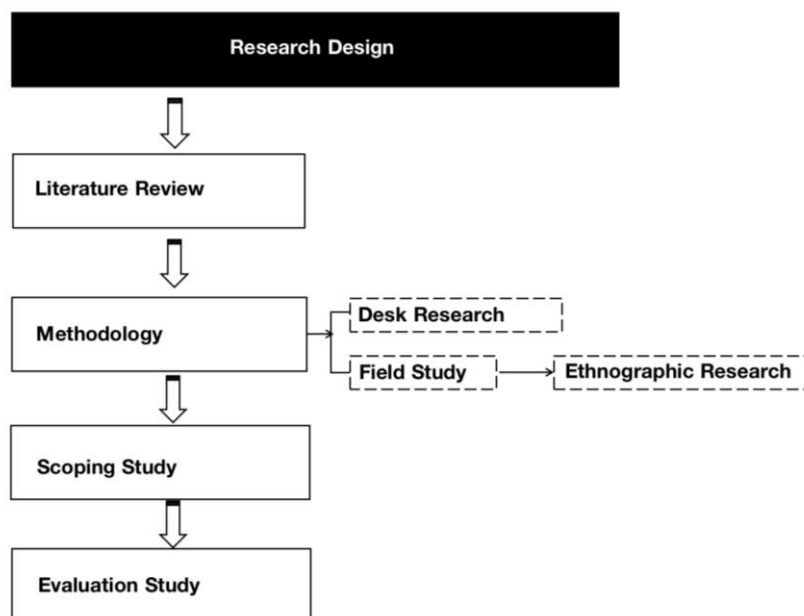 Research Design
Literature Review
Methodology
Desk Research
Field Study
Ethnographic Research
Scoping Study
Evaluation Study